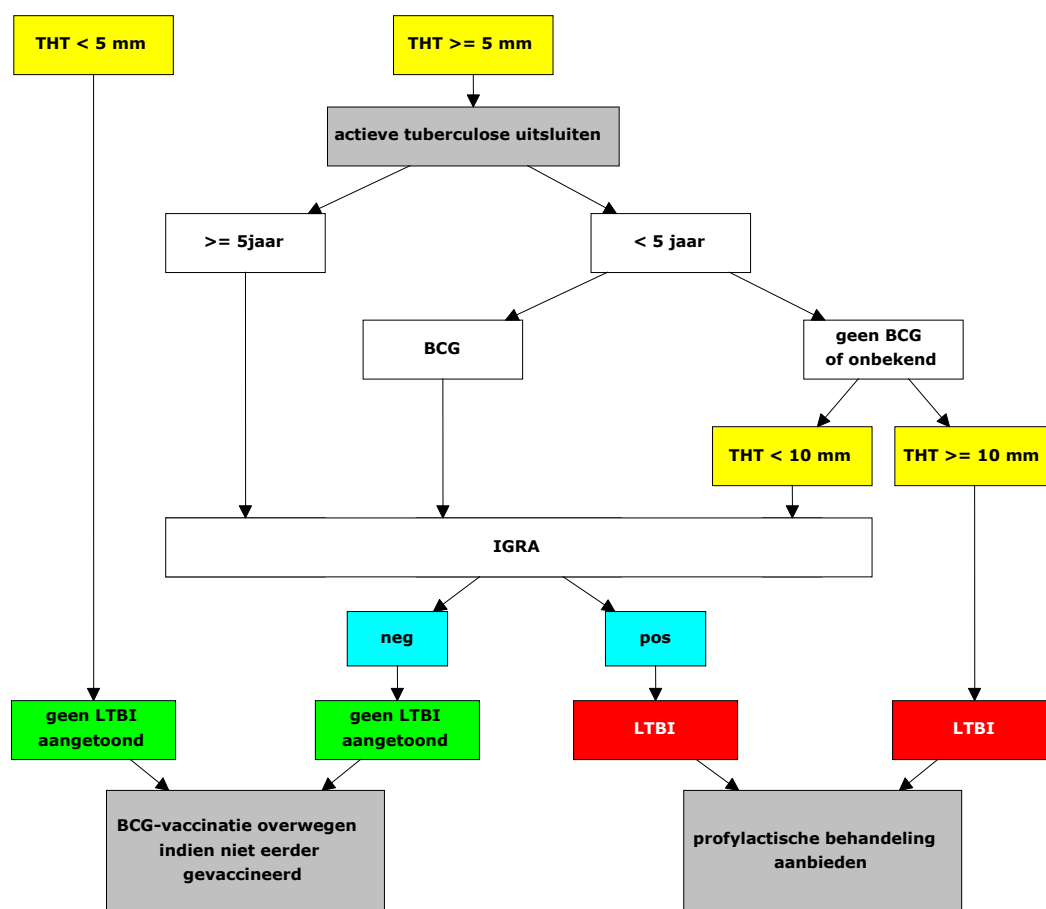 THT < 5 mm
THT >= 5 mm
actieve tuberculose uitsluiten
>= 5jaar
< 5 jaar
BCG
geen BCG
of onbekend
THT < 10 mm
THT >= 10 mm
IGRA
neg
pos
geen LTBI
aangetoond
geen LTBI
aangetoond
LTBI
LTBI
BCG-vaccinatie overwegen
indien niet eerder
gevaccineerd
profylactische behandeling
aanbieden